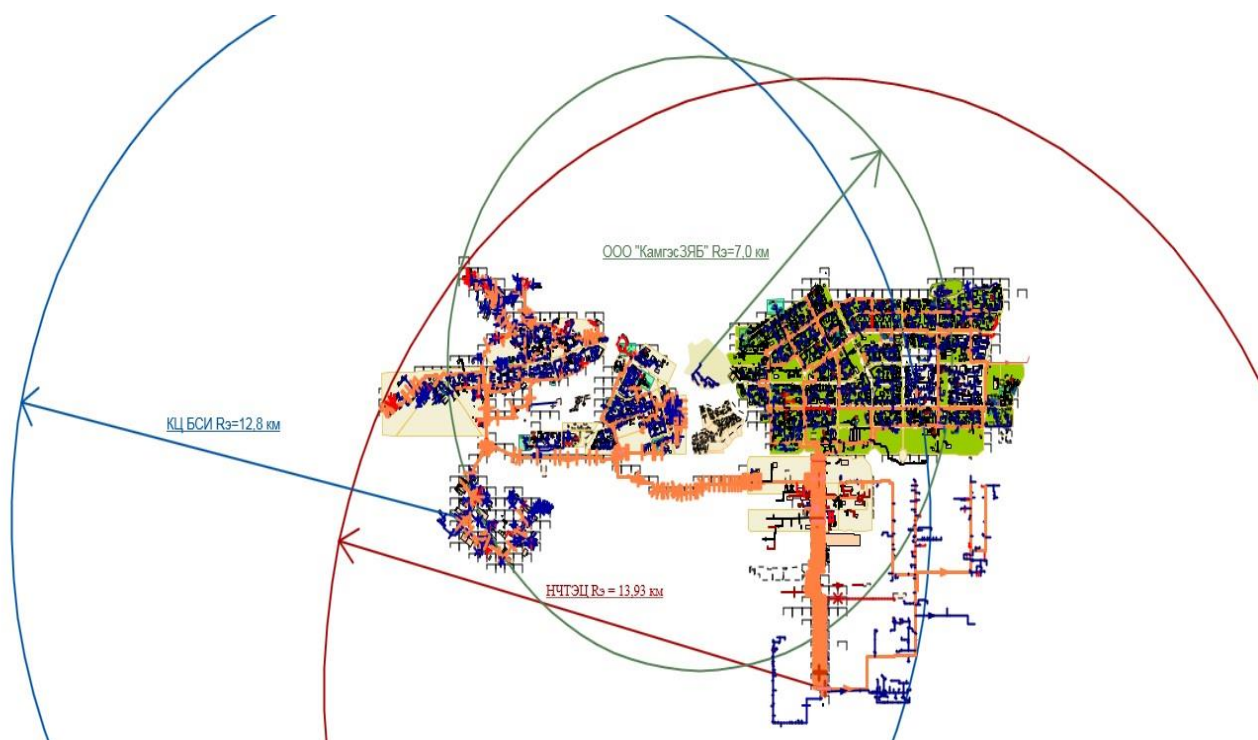 ООО "КамгэсЗЯБ" Rэ=7,0 км
КЦ БСИ Rэ=12,8 км
НЧТЭЦ Rэ = 13,93 км